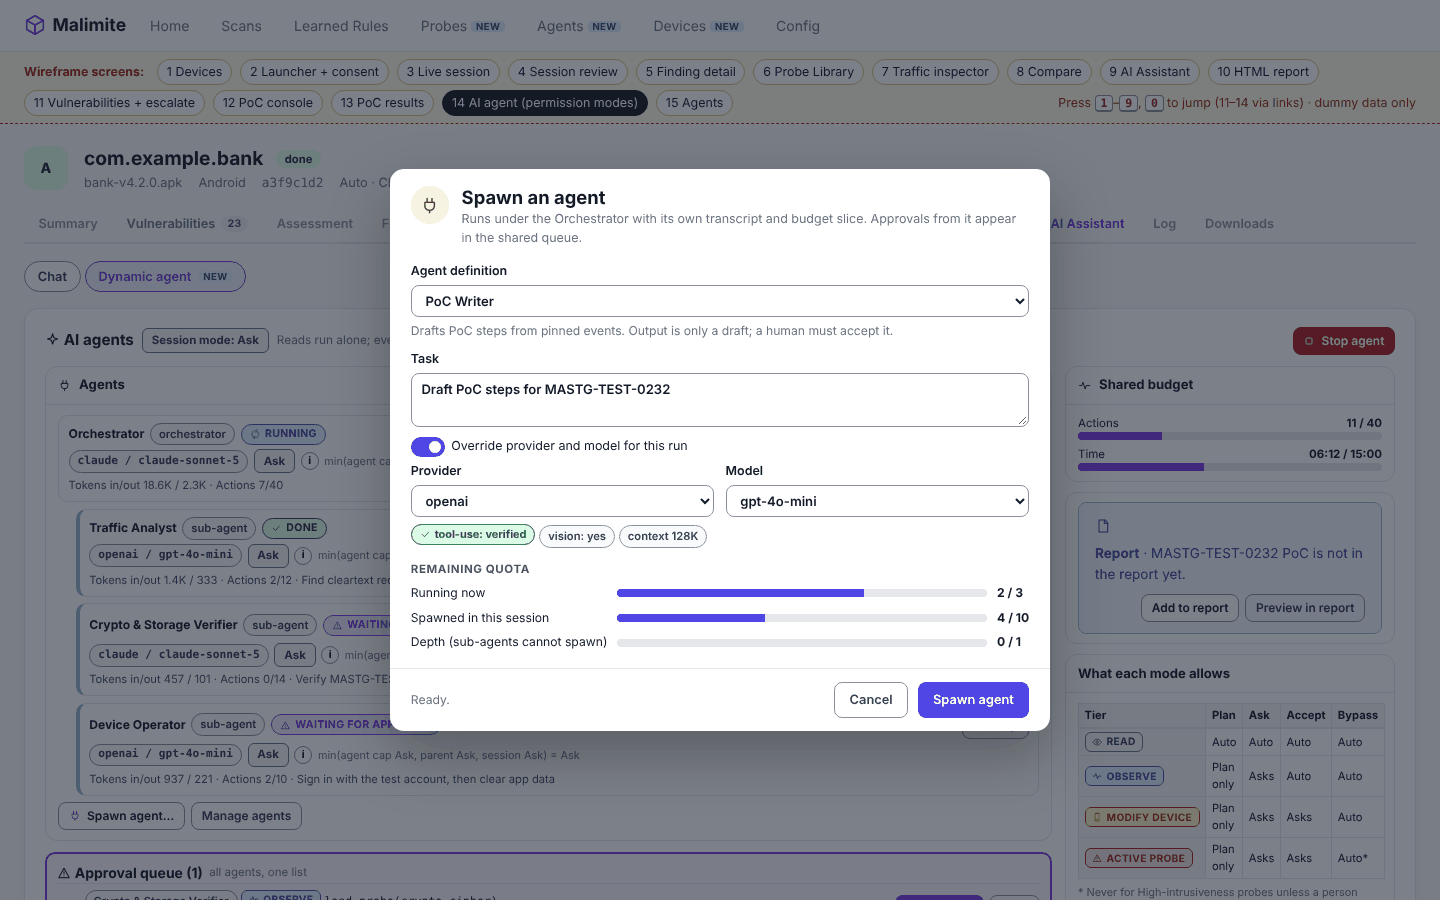 Malimite Home Scans Learned Rules Probes NEW Agents NEW Devices NEW Config
Wireframe screens: 1 Devices 2 Launcher + consent 3 Live session 4 Session review 5 Finding detail 6 Probe Library 7 Traffic inspector 8 Compare 9 AI Assistant 10 HTML report
11 Vulnerabilities + escalate 12 PoC console 13 PoC results 14 AI agent (permission modes) 15 Agents Press 1–9, 0 to jump (11–14 via links) · dummy data only
A
com.example.bank done
bank-v4.2.0.apk Android a3f9c1d2 Auto ·
Summary Vulnerabilities 23 Assessment AI Assistant Log Downloads
Chat Dynamic agent NEW
AI agents Session mode: Ask Reads run alone;
Stop agent
Agents
Orchestrator orchestrator RUNNING
claude / claude-sonnet-5 Ask i min(agent
Tokens in/out 18.6K / 2.3K · Actions 7/40
Traffic Analyst sub-agent DONE
openai / gpt-4o-mini Ask i min(agent cap
Tokens in/out 1.4K / 333 · Actions 2/12 · Find cleartext
Crypto & Storage Verifier sub-agent
claude / claude-sonnet-5 Ask i min(agent
Tokens in/out 457 / 101 · Actions 0/14 · Verify
Device Operator sub-agent WAITING FOR
openai / gpt-4o-mini Ask i min(agent cap Ask, parent Ask, session Ask) = Ask
Tokens in/out 937 / 221 · Actions 2/10 · Sign in with the test account, then clear app data
Spawn agent... Manage agents
Approval queue (1) all agents, one list
Spawn an agent
Runs under the Orchestrator with its own transcript and budget slice. Approvals from it appear
in the shared queue.
Agent definition
PoC Writer
Drafts PoC steps from pinned events. Output is only a draft; a human must accept it.
Task
Draft PoC steps for MASTG-TEST-0232
Override provider and model for this run
Provider Model
openai gpt-4o-mini
tool-use: verified vision: yes context 128K
REMAINING QUOTA
Running now 2 / 3
Spawned in this session 4 / 10
Depth (sub-agents cannot spawn) 0 / 1
Ready. Cancel Spawn agent
Shared budget
Actions 11 / 40
Time 06:12 / 15:00
Report · MASTG-TEST-0232 PoC is not in
the report yet.
Add to report Preview in report
What each mode allows
Tier Plan Ask Accept Bypass
READ Auto Auto Auto Auto
OBSERVE Plan only Asks Auto Auto
MODIFY DEVICE Plan only Asks Asks Auto
ACTIVE PROBE Plan only Asks Asks Auto*
* Never for High-intrusiveness probes unless a person